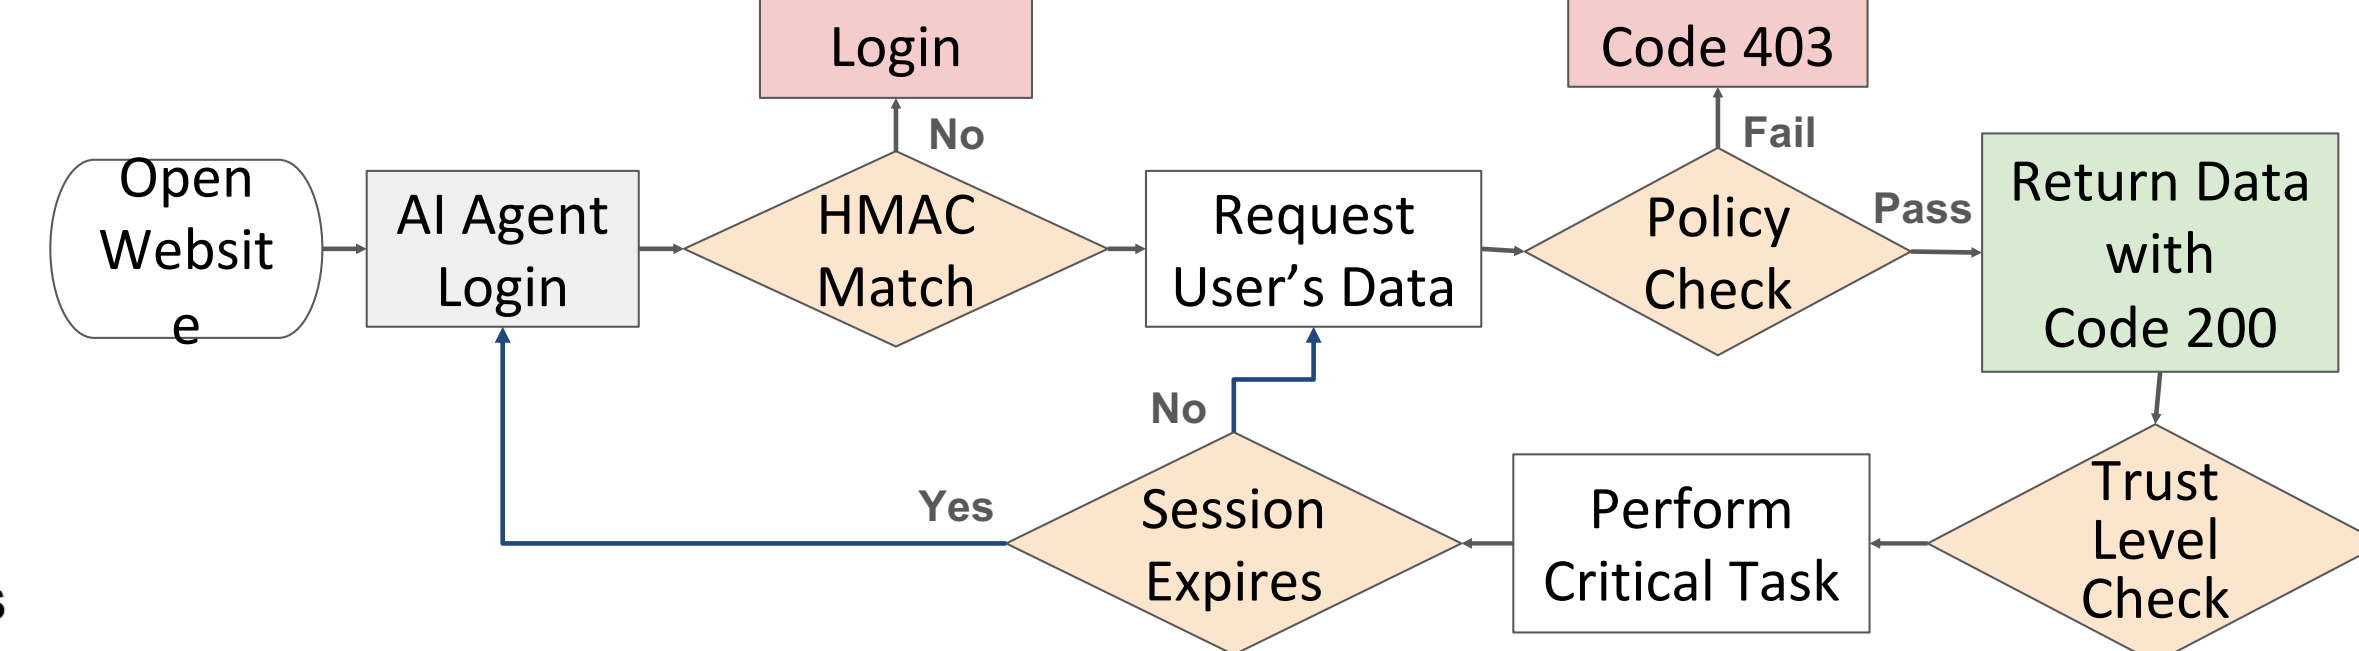 Login
Code 403
No
Fail
Open
Websit
e
AI Agent
Login
HMAC
Match
Request
User’s Data
Policy
Check
Pass
Return Data
with
Code 200
No
Yes
Session
Expires
Perform
Critical Task
Trust
Level
Check
s